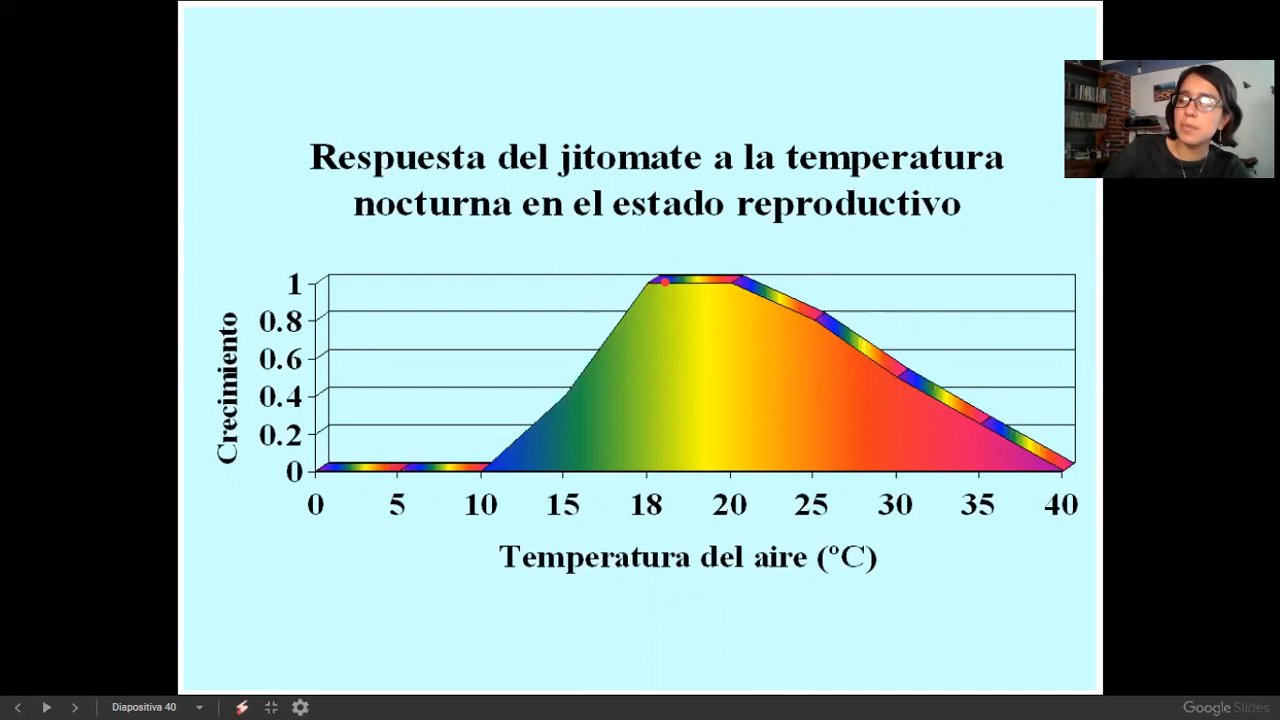 Respuesta del jitomate a la temperatura
nocturna en el estado reproductivo
Crecimiento
1
0.8
0.6
0.4
0.2
0
0 5 10 15 18 20 25 30 35 40
Temperatura del aire (ºC)
Diapositiva 40
Google Slides